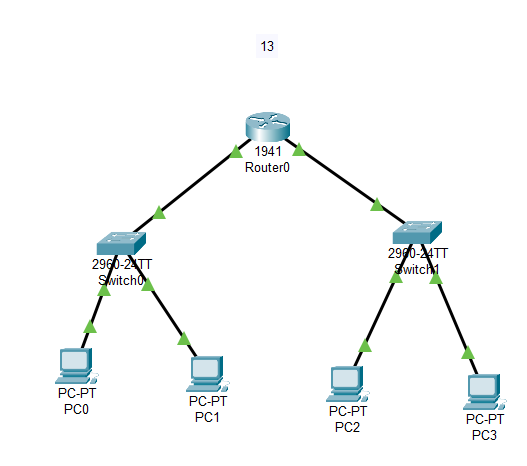 13
1941
Router0
2960-24TT
Switch0
2960-24TT
Switch1
PC-PT
PC0
PC-PT
PC1
PC-PT
PC2
PC-PT
PC3